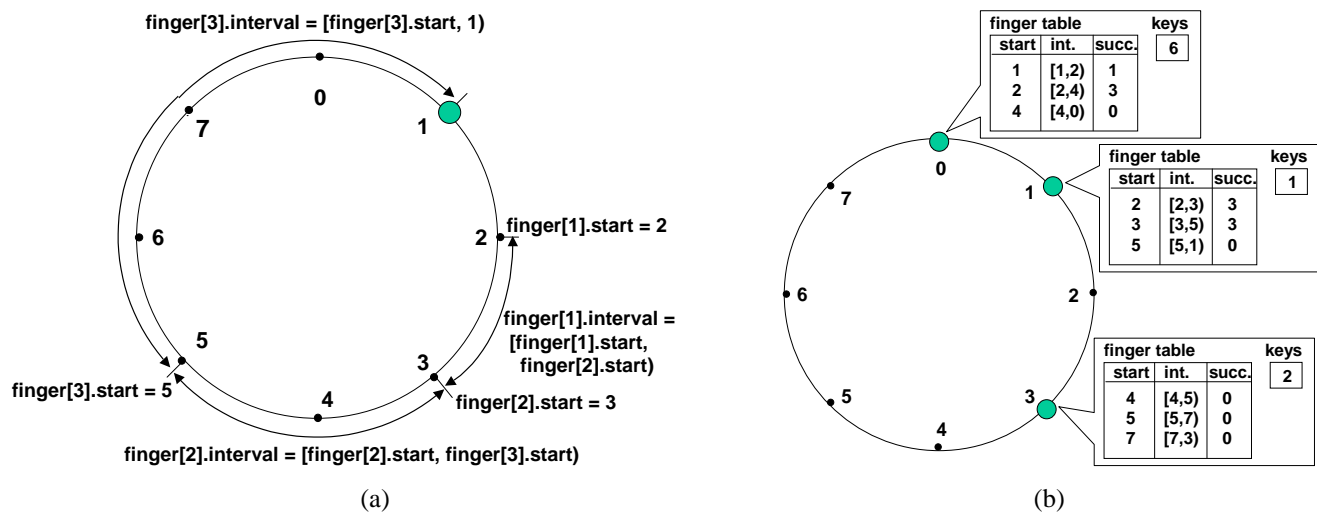 finger[3].interval = [finger[3].start, 1)
0
1
2
3
4
5
6
7
finger[1].start = 2
finger[1].interval =
[finger[1].start,
finger[2].start)
finger[2].start = 3
finger[3].start = 5
finger[2].interval = [finger[2].start, finger[3].start)
(a)
finger table keys
start int. succ. 6
1 [1,2) 1
2 [2,4) 3
4 [4,0) 0
finger table keys
start int. succ. 1
2 [2,3) 3
3 [3,5) 3
5 [5,1) 0
finger table keys
start int. succ. 2
4 [4,5) 0
5 [5,7) 0
7 [7,3) 0
0
1
2
3
4
5
6
7
(b)